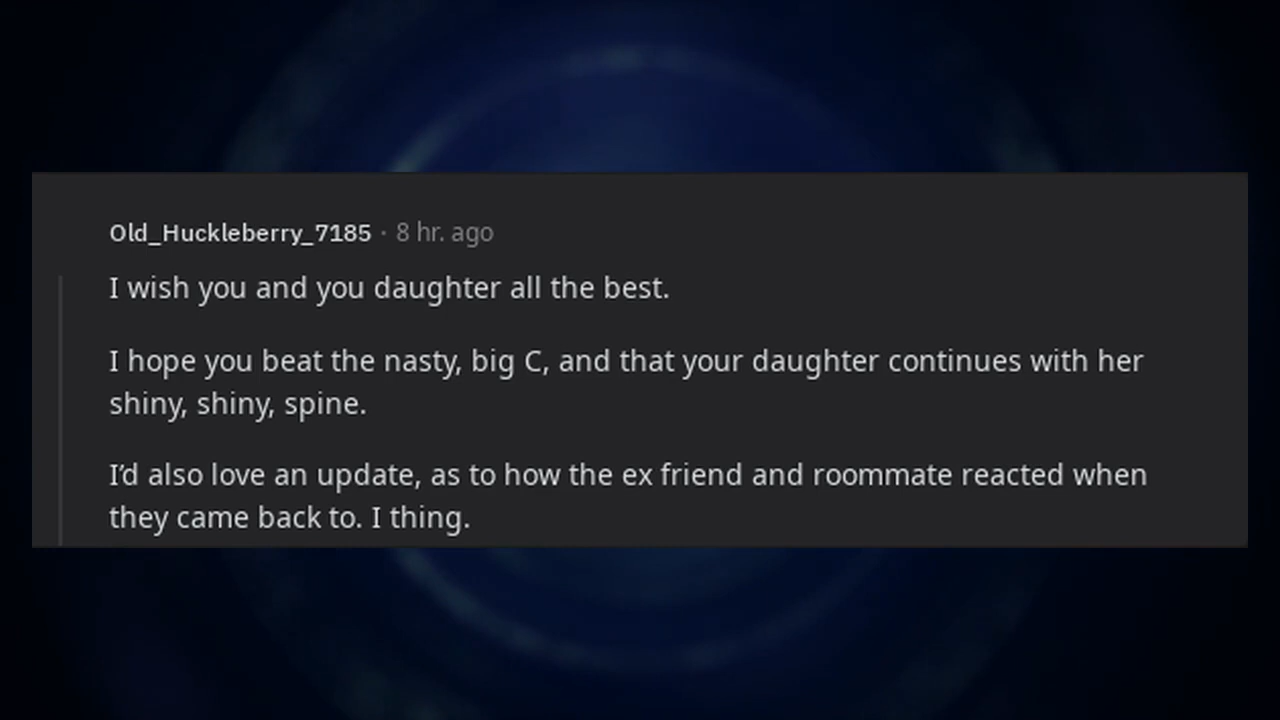 Old_Huckleberry_7185 · 8 hr. ago
I wish you and you daughter all the best.
I hope you beat the nasty, big C, and that your daughter continues with her
shiny, shiny, spine.
I’d also love an update, as to how the ex friend and roommate reacted when
they came back to. I thing.